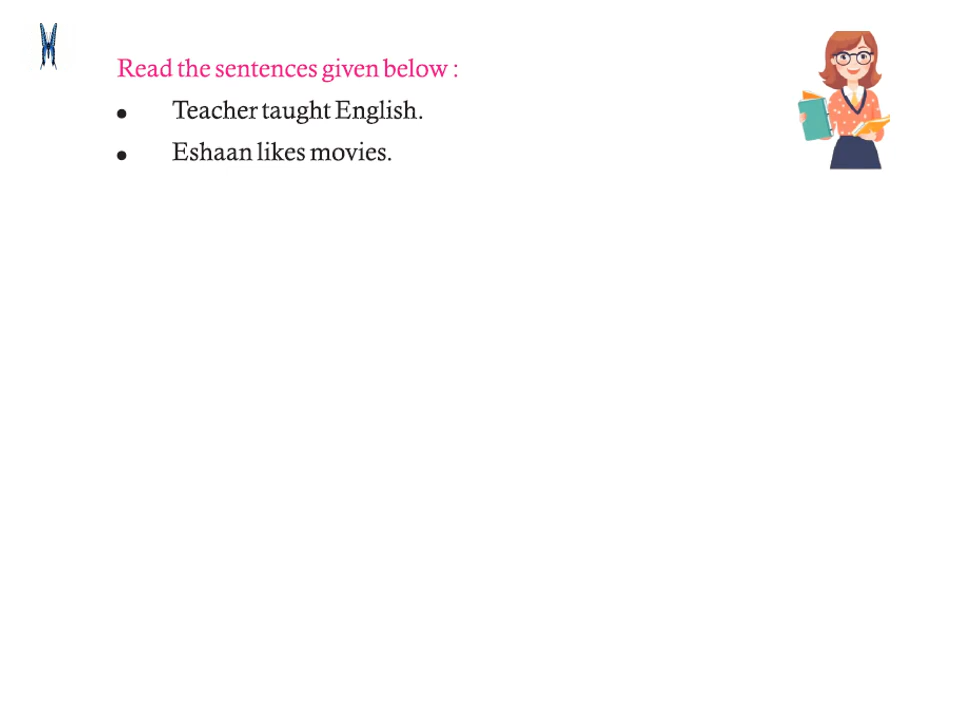 Read the sentences given below :
• Teacher taught English.
• Eshaan likes movies.